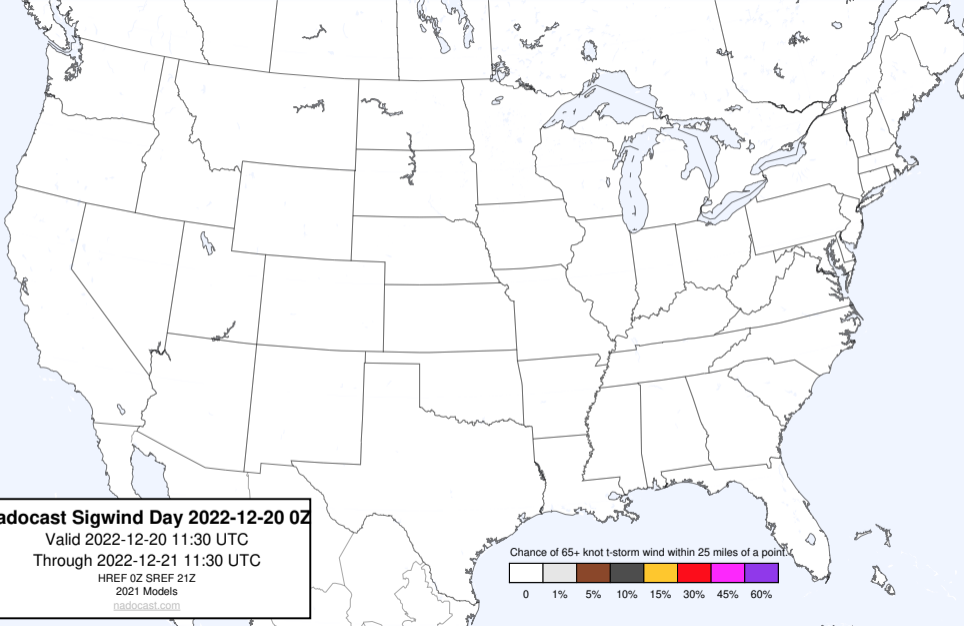 adocast Sigwind Day 2022-12-20 0Z
Valid 2022-12-20 11:30 UTC
Through 2022-12-21 11:30 UTC
HREF 0Z SREF 21Z
2021 Models
nadocast.com
Chance of 65+ knot t-storm wind within 25 miles of a point.
0 1% 5% 10% 15% 30% 45% 60%